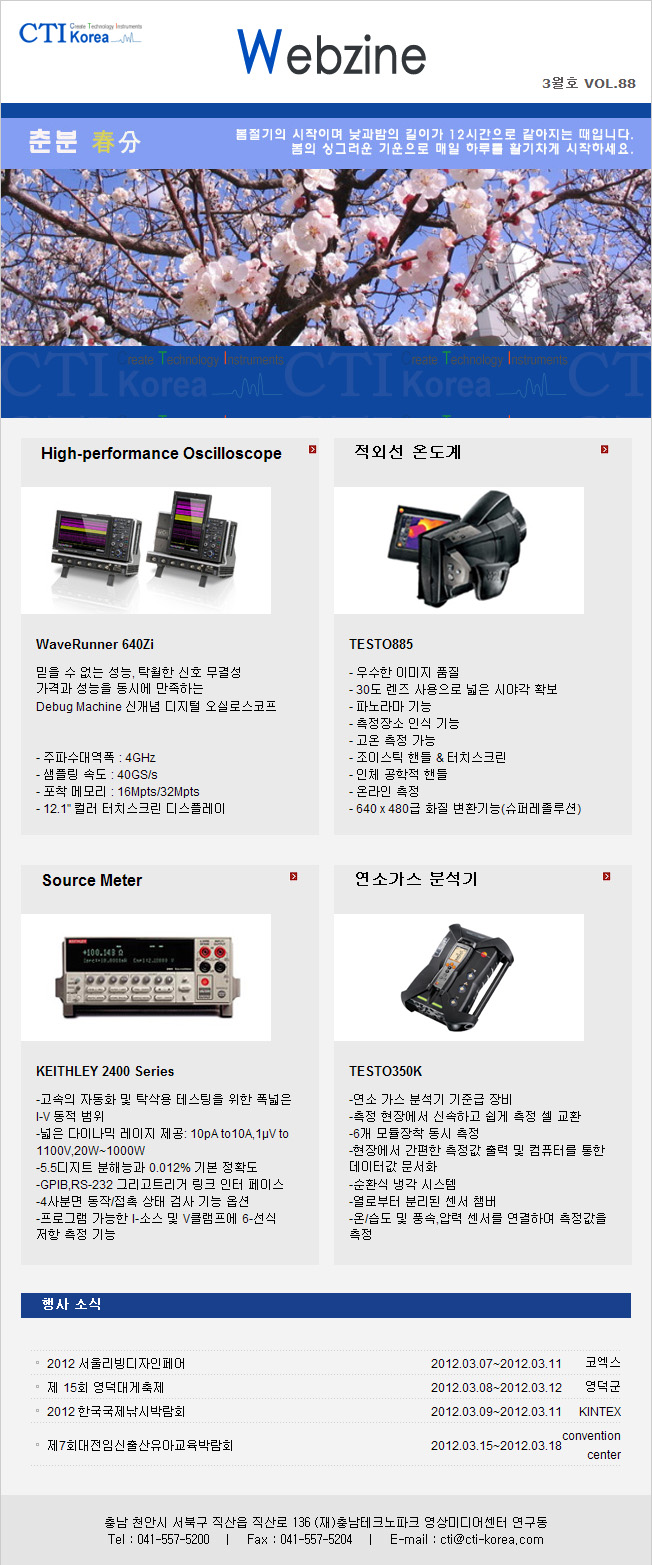 CTI Create Technology Instruments
Korea
Webzine
3월호 VOL.88
춘분 春分
봄절기의 시작이며 낮과밤의 길이가 12시간으로 같아지는 때입니다.
봄의 싱그러운 기운으로 매일 하루를 활기차게 시작하세요.
Create Technology Instruments Create Technology Instruments
CTI Korea CTI Korea CTI
High-performance Oscilloscope
WaveRunner 640Zi
믿을 수 없는 성능, 탁월한 신호 무결성
가격과 성능을 동시에 만족하는
Debug Machine 신개념 디지털 오실로스코프
- 주파수대역폭 : 4GHz
- 샘플링 속도 : 40GS/s
- 포착 메모리 : 16Mpts/32Mpts
- 12.1" 컬러 터치스크린 디스플레이
적외선 온도계
TESTO885
- 우수한 이미지 품질
- 30도 렌즈 사용으로 넓은 시야각 확보
- 파노라마 기능
- 측정장소 인식 기능
- 고온 측정 가능
- 조이스틱 핸들 & 터치스크린
- 인체 공학적 핸들
- 온라인 측정
- 640 x 480급 화질 변환기능(슈퍼레졸루션)
Source Meter
KEITHLEY
KEITHLEY 2400 Series
-고속의 자동화 및 탁상용 테스팅을 위한 폭넓은
I-V 동적 범위
-넓은 다이나믹 레이지 제공: 10pA to10A,1µV to
1100V,20W~1000W
-5.5디지트 분해능과 0.012% 기본 정확도
-GPIB,RS-232 그리고트리거 링크 인터 페이스
-4사분면 동작/접촉 상태 검사 기능 옵션
-프로그램 가능한 I-소스 및 V클램프에 6-선식
저항 측정 기능
연소가스 분석기
TESTO350K
-연소 가스 분석기 기준급 장비
-측정 현장에서 신속하고 쉽게 측정 셀 교환
-6개 모듈장착 동시 측정
-현장에서 간편한 측정값 출력 및 컴퓨터를 통한
데이터값 문서화
-순환식 냉각 시스템
-열로부터 분리된 센서 챔버
-온/습도 및 풍속,압력 센서를 연결하여 측정값을
측정
행사 소식
2012 서울리빙디자인페어 2012.03.07~2012.03.11 코엑스
제 15회 영덕대게축제 2012.03.08~2012.03.12 영덕군
2012 한국국제낚시박람회 2012.03.09~2012.03.11 KINTEX
제7회대전임신출산유아교육박람회 2012.03.15~2012.03.18 convention
center
충남 천안시 서북구 직산읍 직산로 136 (재)충남테크노파크 영상미디어센터 연구동
Tel : 041-557-5200 | Fax : 041-557-5204 | E-mail : cti@cti-korea.com